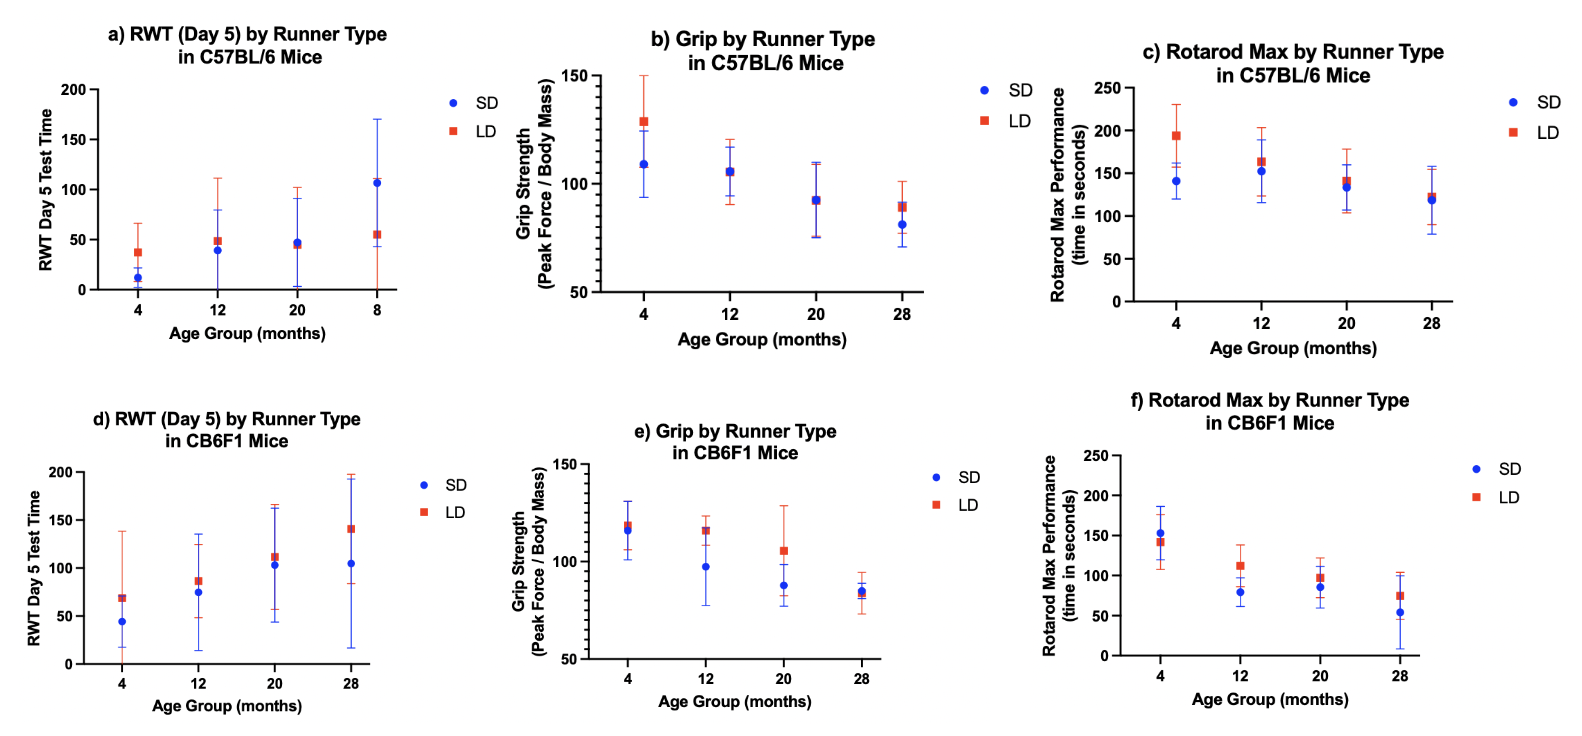 a) RWT (Day 5) by Runner Type
in C57BL/6 Mice
RWT Day 5 Test Time
200
150
100
50
0
4
12
20
8
Age Group (months)
SD
LD
b) Grip by Runner Type
in C57BL/6 Mice
Grip Strength
(Peak Force / Body Mass)
150
100
50
4
12
20
28
Age Group (months)
SD
LD
c) Rotarod Max by Runner Type
in C57BL/6 Mice
Rotarod Max Performance
(time in seconds)
250
200
150
100
50
0
4
12
20
28
Age Group (months)
SD
LD
d) RWT (Day 5) by Runner Type
in CB6F1 Mice
RWT Day 5 Test Time
200
150
100
50
0
4
12
20
28
Age Group (months)
SD
LD
e) Grip by Runner Type
in CB6F1 Mice
Grip Strength
(Peak Force / Body Mass)
150
100
50
4
12
20
28
Age Group (months)
SD
LD
f) Rotarod Max by Runner Type
in CB6F1 Mice
Rotarod Max Performance
(time in seconds)
250
200
150
100
50
0
4
12
20
28
Age Group (months)
SD
LD